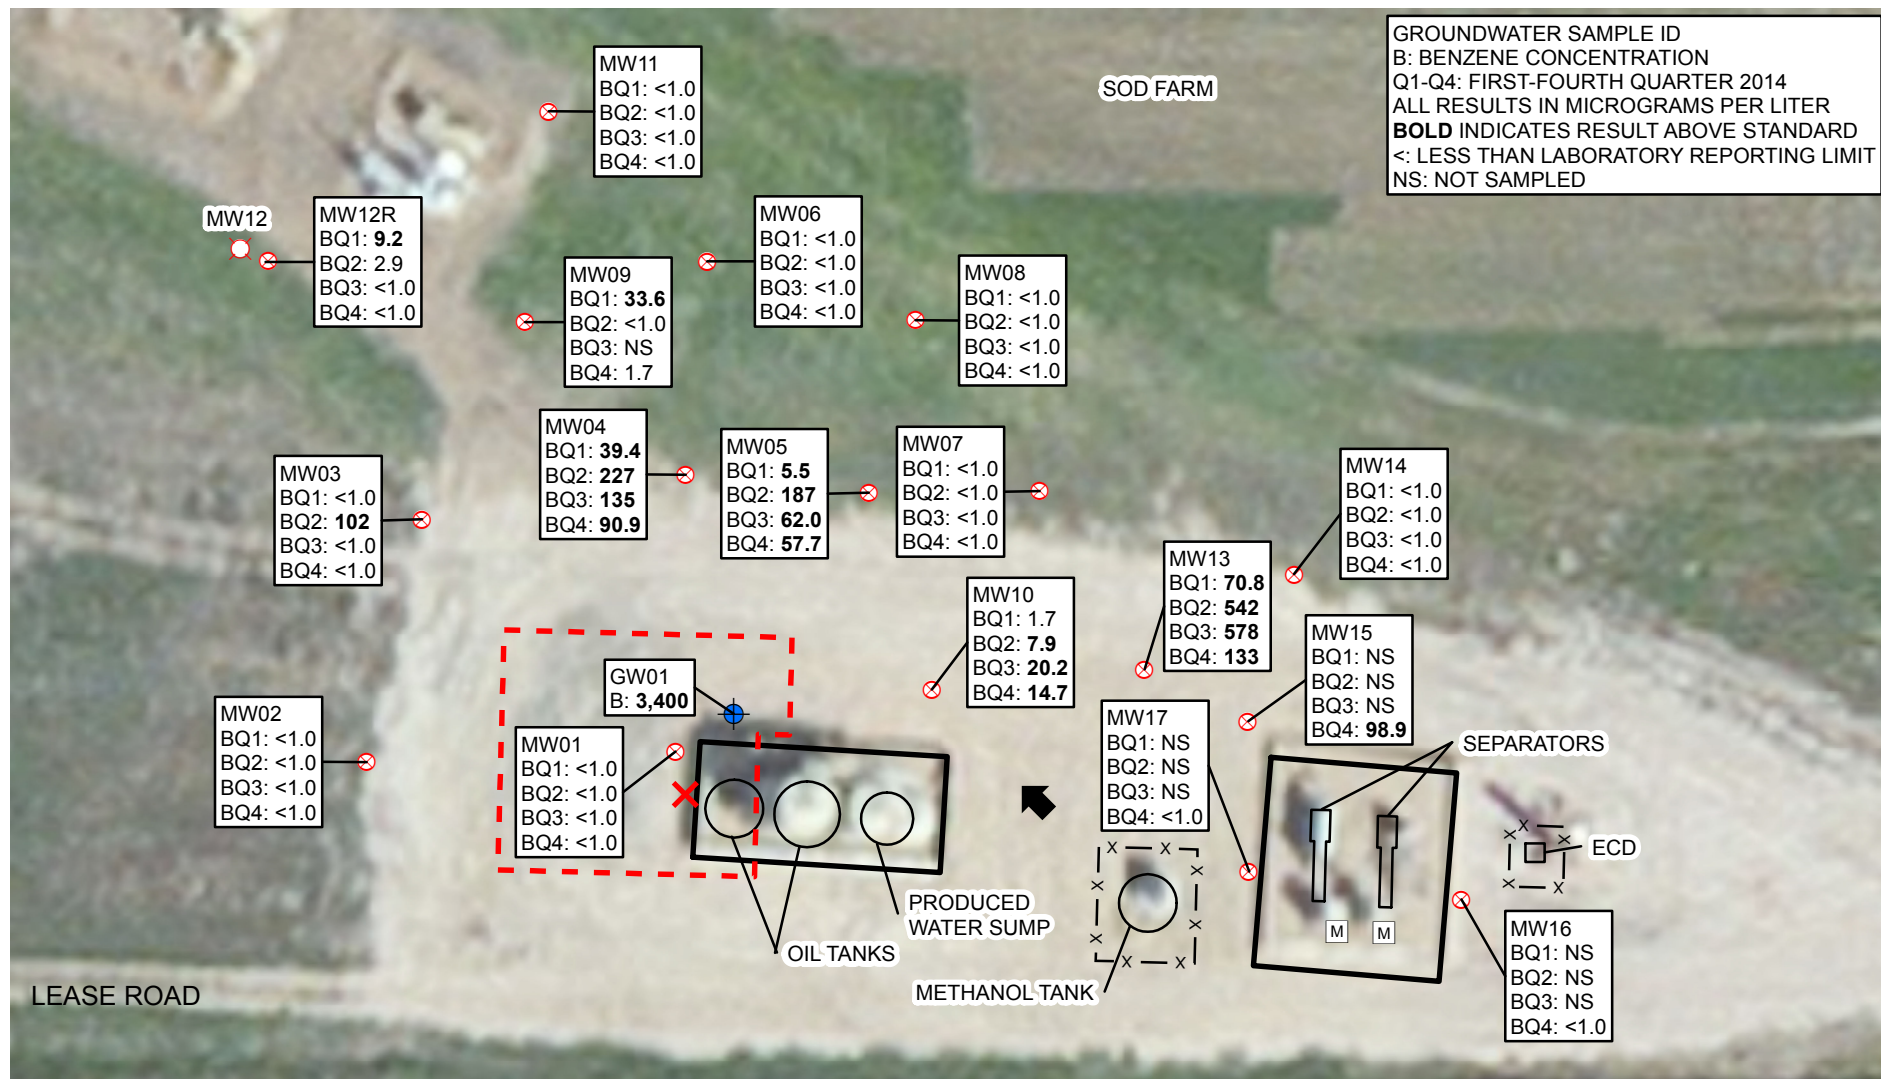 GROUNDWATER SAMPLE ID
B: BENZENE CONCENTRATION
Q1-Q4: FIRST-FOURTH QUARTER 2014
ALL RESULTS IN MICROGRAMS PER LITER
BOLD INDICATES RESULT ABOVE STANDARD
<: LESS THAN LABORATORY REPORTING LIMIT
NS: NOT SAMPLED
SOD FARM
MW11
BQ1: <1.0
BQ2: <1.0
BQ3: <1.0
BQ4: <1.0
MW12
MW12R
BQ1: 9.2
BQ2: 2.9
BQ3: <1.0
BQ4: <1.0
MW06
BQ1: <1.0
BQ2: <1.0
BQ3: <1.0
BQ4: <1.0
MW09
BQ1: 33.6
BQ2: <1.0
BQ3: NS
BQ4: 1.7
MW08
BQ1: <1.0
BQ2: <1.0
BQ3: <1.0
BQ4: <1.0
MW04
BQ1: 39.4
BQ2: 227
BQ3: 135
BQ4: 90.9
MW05
BQ1: 5.5
BQ2: 187
BQ3: 62.0
BQ4: 57.7
MW07
BQ1: <1.0
BQ2: <1.0
BQ3: <1.0
BQ4: <1.0
MW03
BQ1: <1.0
BQ2: 102
BQ3: <1.0
BQ4: <1.0
MW14
BQ1: <1.0
BQ2: <1.0
BQ3: <1.0
BQ4: <1.0
MW13
BQ1: 70.8
BQ2: 542
BQ3: 578
BQ4: 133
MW10
BQ1: 1.7
BQ2: 7.9
BQ3: 20.2
BQ4: 14.7
MW15
BQ1: NS
BQ2: NS
BQ3: NS
BQ4: 98.9
GW01
B: 3,400
MW02
BQ1: <1.0
BQ2: <1.0
BQ3: <1.0
BQ4: <1.0
MW01
BQ1: <1.0
BQ2: <1.0
BQ3: <1.0
BQ4: <1.0
MW17
BQ1: NS
BQ2: NS
BQ3: NS
BQ4: <1.0
SEPARATORS
ECD
PRODUCED
WATER SUMP
OIL TANKS
METHANOL TANK
M
M
MW16
BQ1: NS
BQ2: NS
BQ3: NS
BQ4: <1.0
LEASE ROAD